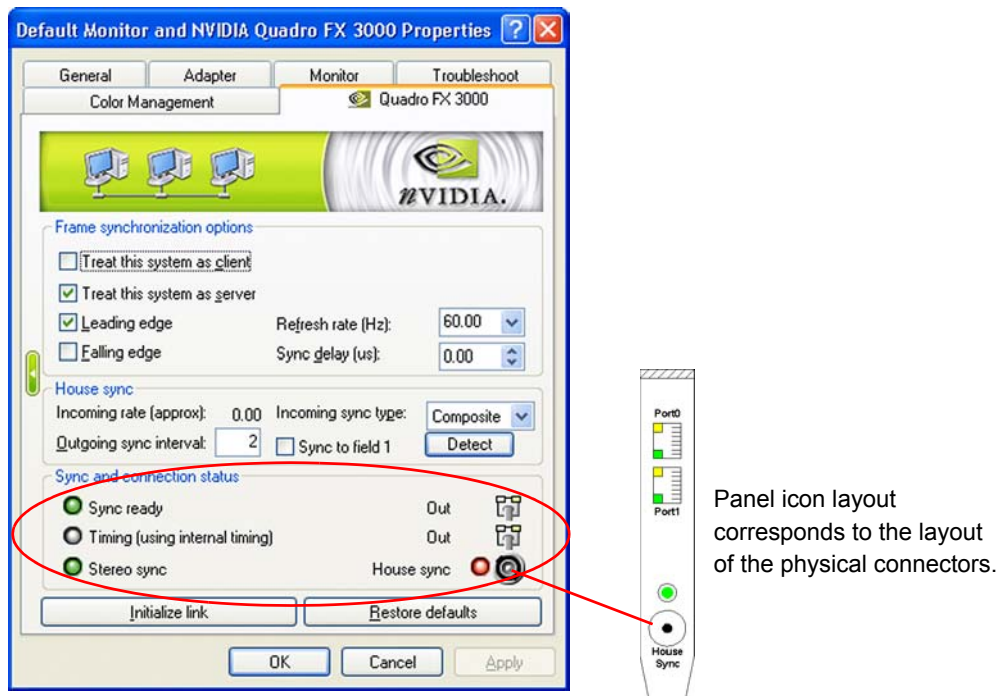 Default Monitor and NVIDIA Quadro FX 3000 Properties
General Adapter Monitor Troubleshoot
Color Management Quadro FX 3000
nVIDIA.
Frame synchronization options
Treat this system as client
Treat this system as server
Leading edge Refresh rate (Hz): 60.00
Falling edge Sync delay (us): 0.00
House sync
Incoming rate (approx): 0.00 Incoming sync type: Composite
Outgoing sync interval: 2 Sync to field 1 Detect
Sync and connection status
Sync ready Out
Timing (using internal timing) Out
Stereo sync House sync
Initialize link Restore defaults
OK Cancel Apply
Port0
Port1
House
Sync
Panel icon layout
corresponds to the layout
of the physical connectors.